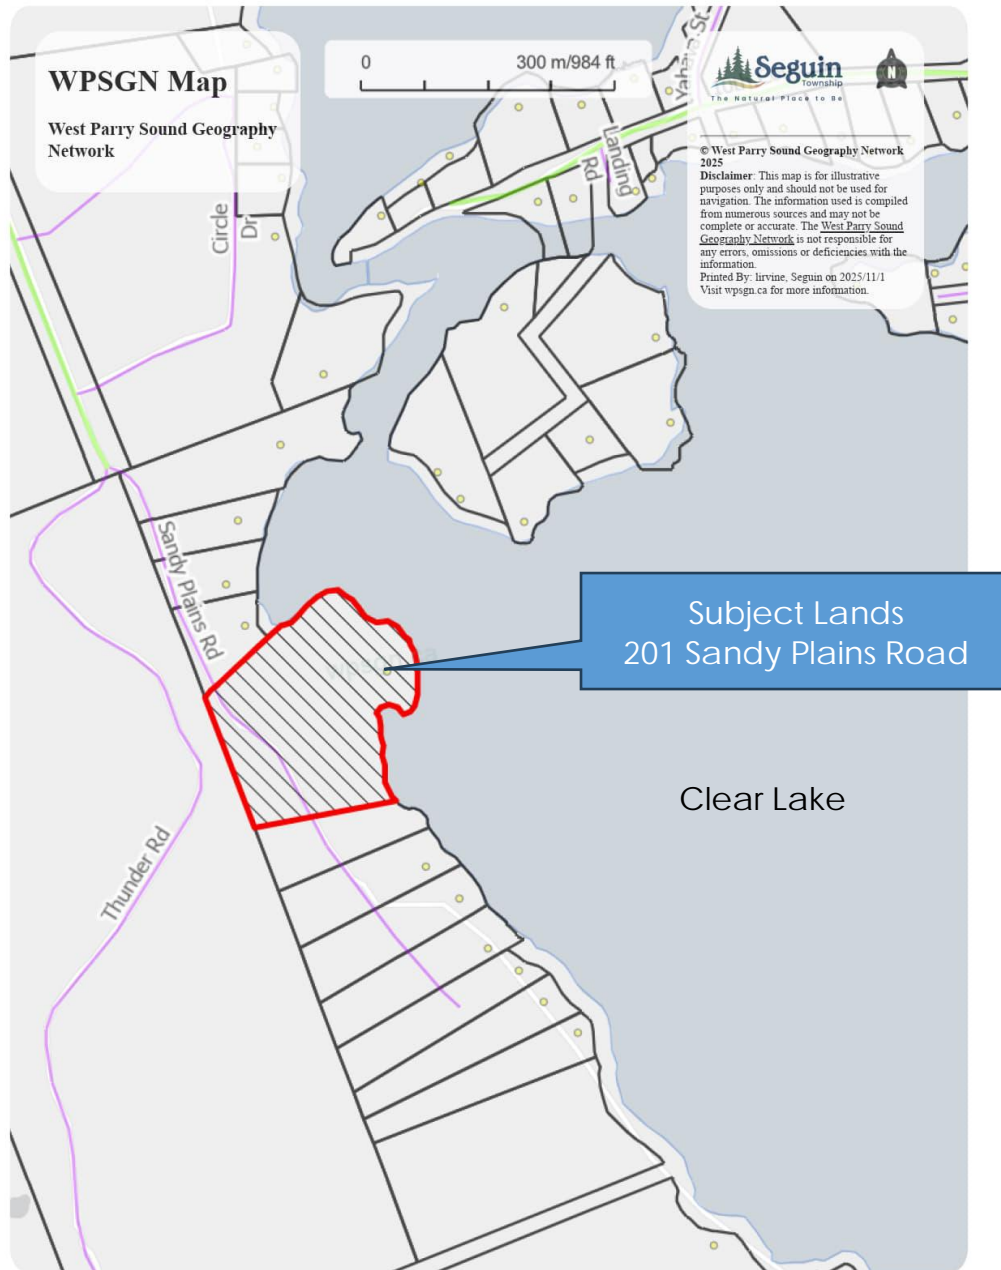 WPSGN Map
West Parry Sound Geography
Network
0 300 m/984 ft
Seguin
Township
The Natural Place to Be
N
© West Parry Sound Geography Network
2025
Disclaimer: This map is for illustrative
purposes only and should not be used for
navigation. The information used is compiled
from numerous sources and may not be
complete or accurate. The West Parry Sound
Geography Network is not responsible for
any errors, omissions or deficiencies with the
information.
Printed By: lirvine, Seguin on 2025/11/1
Visit wpsgn.ca for more information.
Yahava St
Landing
Rd
Circle
Dr
Sandy Plains Rd
wpsgn.ca
Subject Lands
201 Sandy Plains Road
Clear Lake
Thunder Rd